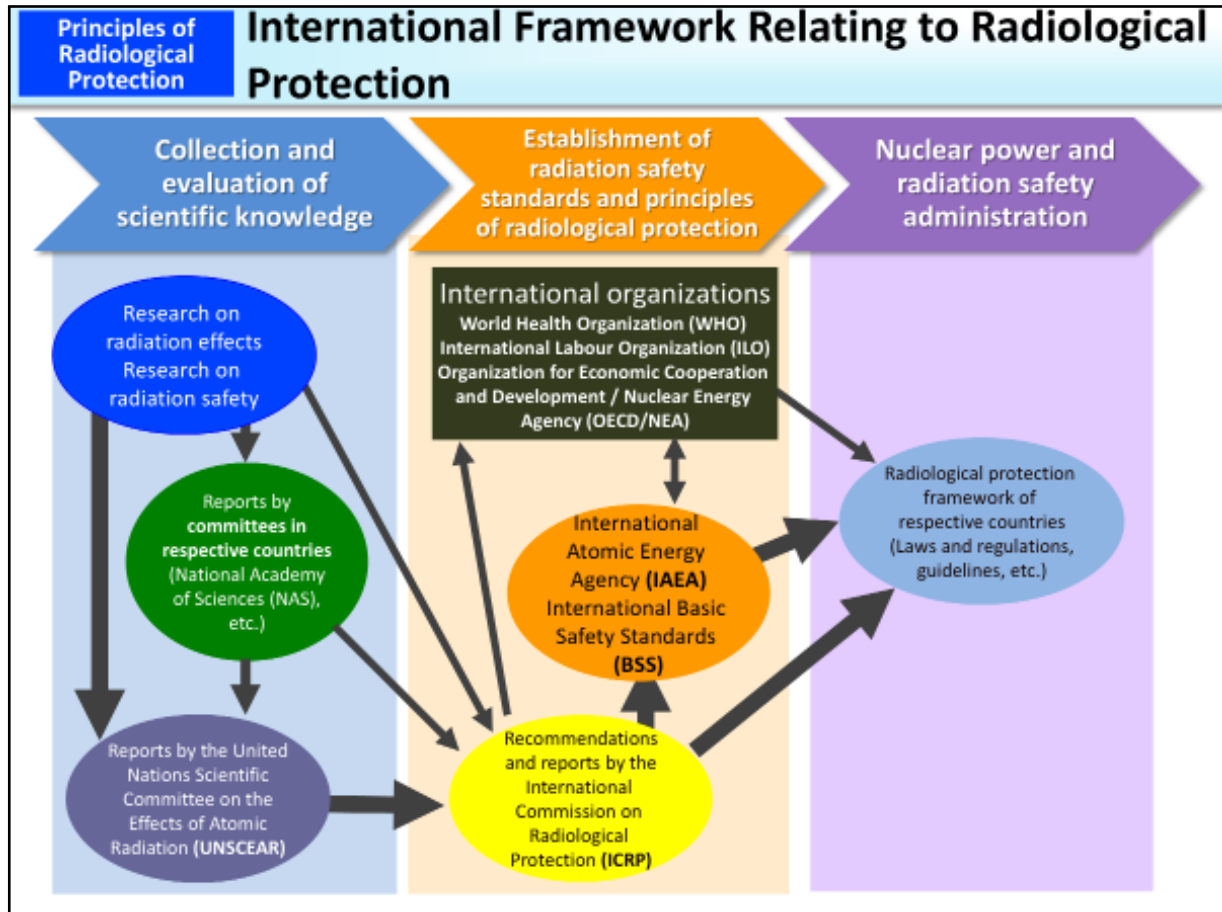 Principles of
Radiological
Protection
International Framework Relating to Radiological
Protection
Collection and
evaluation of
scientific knowledge
Establishment of
radiation safety
standards and principles
of radiological protection
Nuclear power and
radiation safety
administration
Research on
radiation effects
Research on
radiation safety
Reports by
committees in
respective countries
(National Academy
of Sciences (NAS),
etc.)
Reports by the United
Nations Scientific
Committee on the
Effects of Atomic
Radiation (UNSCEAR)
International organizations
World Health Organization (WHO)
International Labour Organization (ILO)
Organization for Economic Cooperation
and Development / Nuclear Energy
Agency (OECD/NEA)
International
Atomic Energy
Agency (IAEA)
International Basic
Safety Standards
(BSS)
Recommendations
and reports by the
International
Commission on
Radiological
Protection (ICRP)
Radiological protection
framework of
respective countries
(Laws and regulations,
guidelines, etc.)